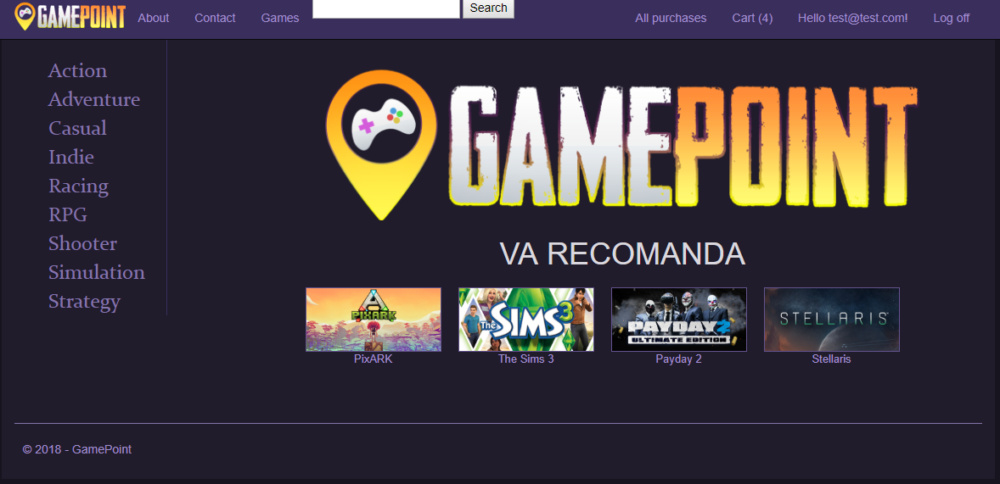 GAMEPOINT About Contact Games Search All purchases Cart (4) Hello test@test.com! Log off
Action
Adventure
Casual
Indie
Racing
RPG
Shooter
Simulation
Strategy
GAMEPOINT
VA RECOMANDA
PIXARK
The SIMS 3
PAYDAY 2
ULTIMATE EDITION
STELLARIS
PixARK The Sims 3 Payday 2 Stellaris
© 2018 - GamePoint